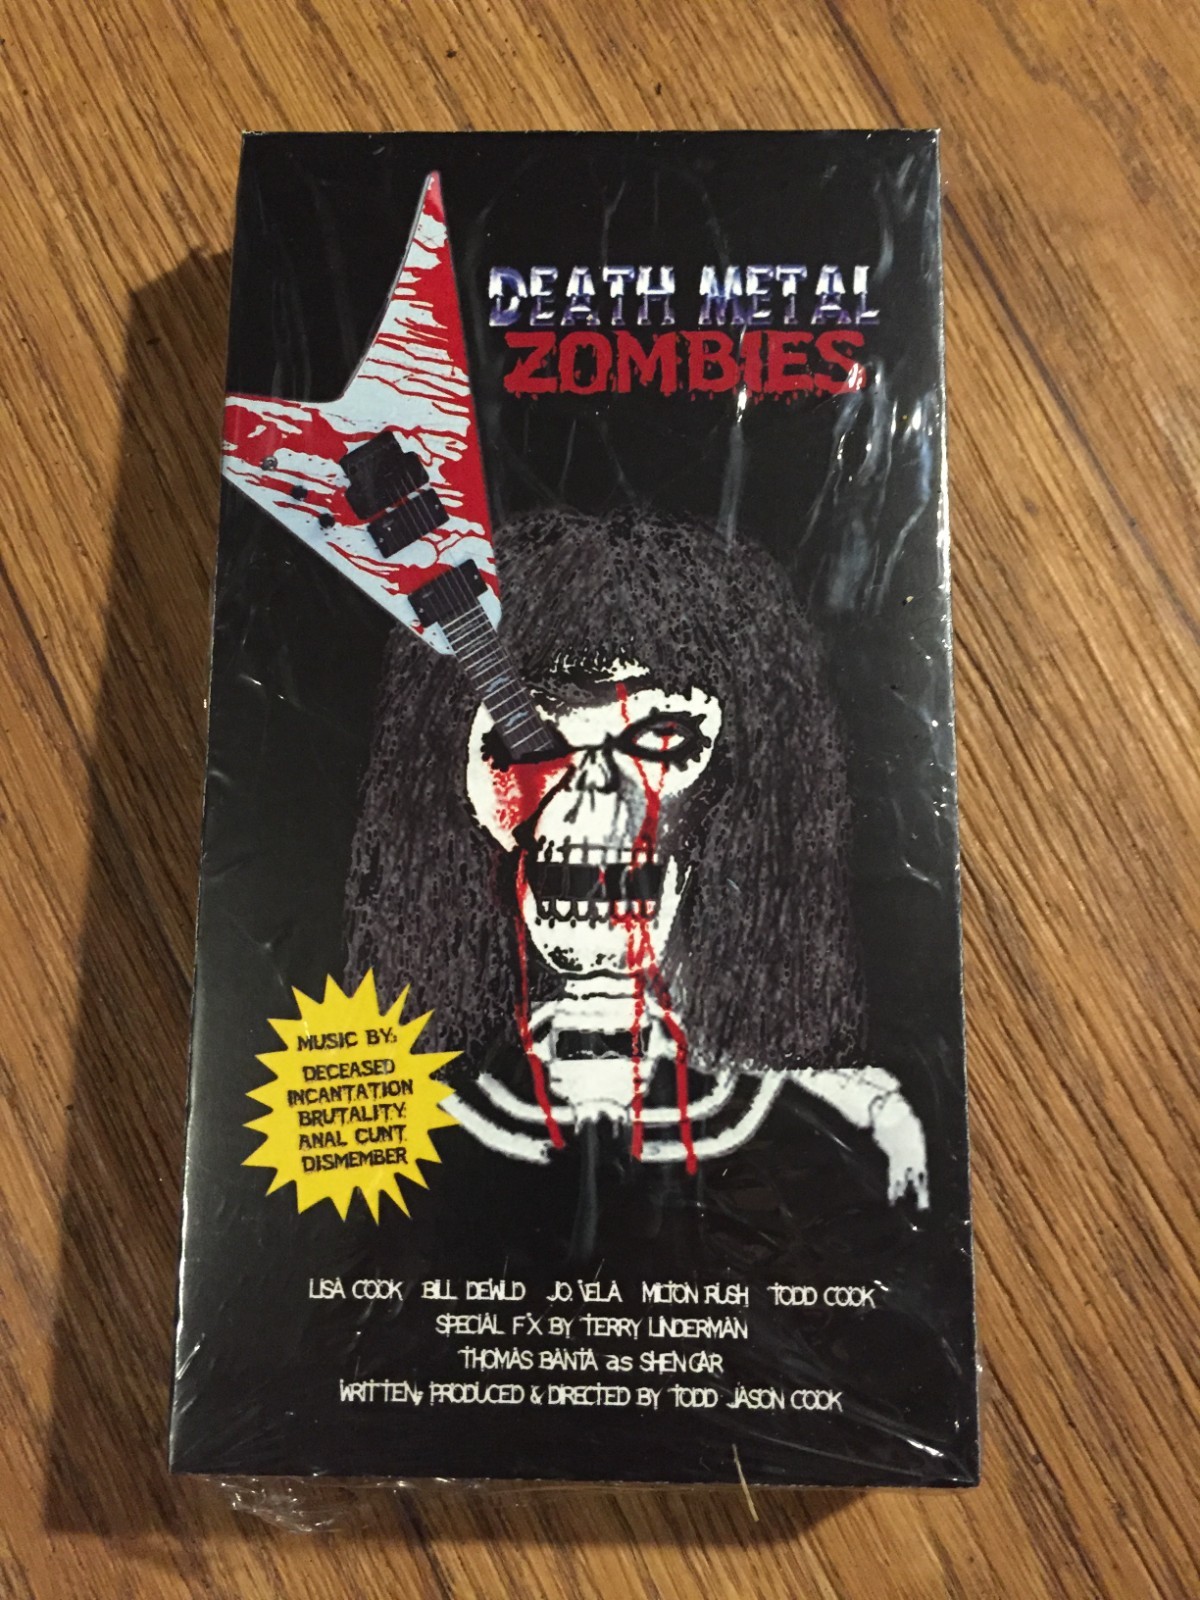 DEATH METAL
ZOMBIES
MUSIC BY:
DECEASED
INCANTATION
BRUTALITY
ANAL CUNT
DISMEMBER
LISA COOK BILL DEWILD JO. VELA MILTON RUSH TODD COOK
SPECIAL FX BY TERRY LINDERMAN
THOMAS BANTA as SHENGAR
WRITTEN, PRODUCED & DIRECTED BY TODD JASON COOK